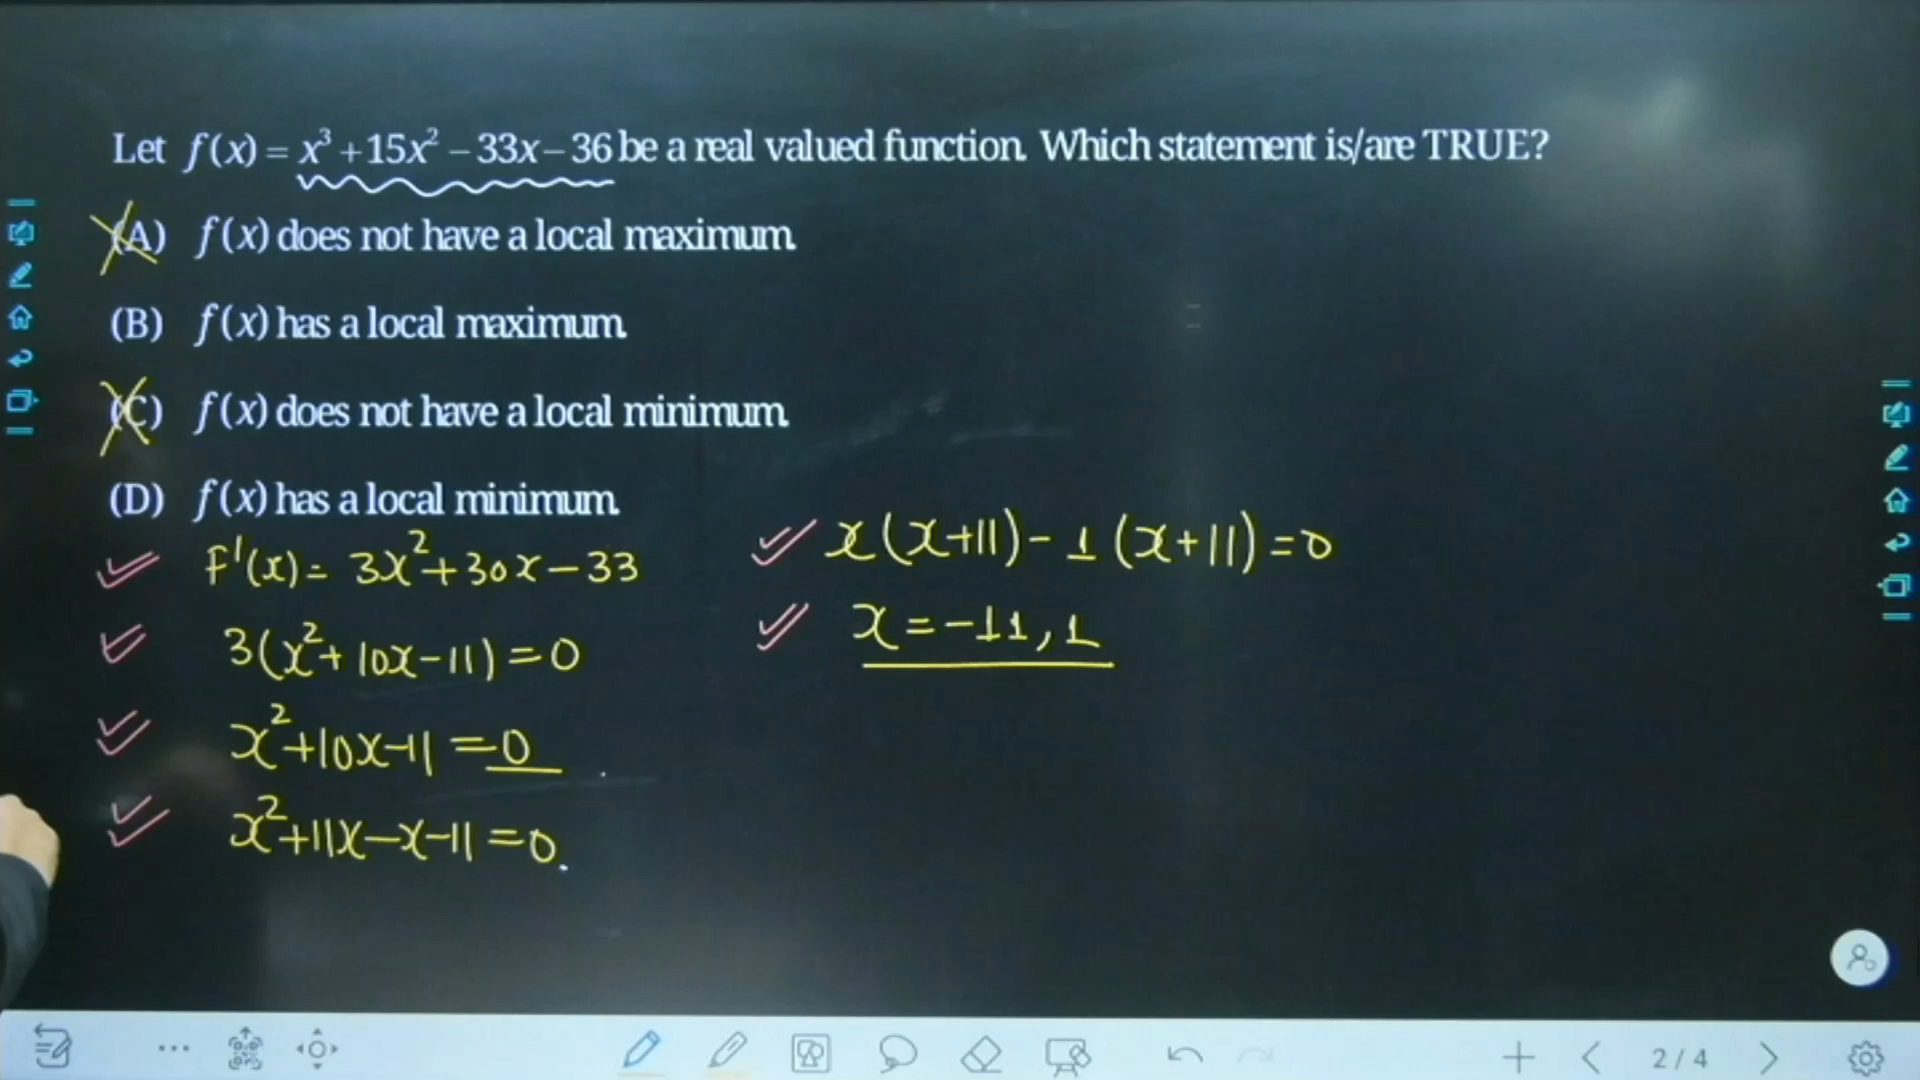 Let f(x) = x³ + 15x² − 33x − 36 be a real valued function. Which statement is/are TRUE?
(A) f(x) does not have a local maximum.
(B) f(x) has a local maximum.
(C) f(x) does not have a local minimum.
(D) f(x) has a local minimum.
f'(x) = 3x² + 30x − 33
3(x² + 10x − 11) = 0
x² + 10x − 11 = 0
x² + 11x − x − 11 = 0
x(x + 11) − 1(x + 11) = 0
x = −11, 1
2 / 4